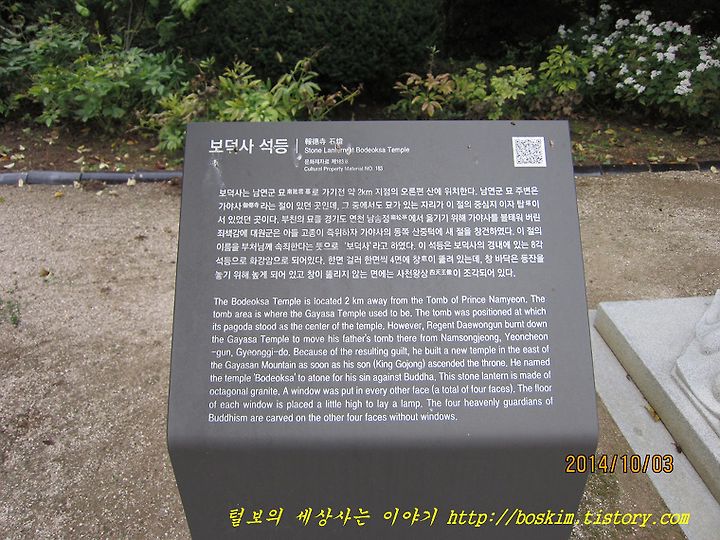 보덕사 석등 | 報德寺 石燈
Stone Lantern of Bodeoksa Temple
문화재자료 제183호
Cultural Property Material NO. 183
보덕사는 남연군 묘로 가기전 약 2km 지점의 오른편 산에 위치한다. 남연군 묘 주변은
가야사라는 절이 있던 곳인데, 그 중에서도 묘가 있는 자리가 이 절의 중심지 이자 탑이
서 있었던 곳이다. 부친의 묘를 경기도 연천 남송정에서 옮기기 위해 가야사를 불태워 버린
죄책감에 대원군은 아들 고종이 즉위하자 가야사의 동쪽 산중턱에 새 절을 창건하였다. 이 절의
이름을 부처님께 속죄한다는 뜻으로 '보덕사'라고 하였다. 이 석등은 보덕사의 경내에 있는 8각
석등으로 화강암으로 되어있다. 한면 걸러 한면씩 4면에 창이 뚫려 있는데, 창 바닥은 등잔을
놓기 위해 높게 되어 있고 창이 뚫리지 않는 면에는 사천왕상이 조각되어 있다.
The Bodeoksa Temple is located 2 km away from the Tomb of Prince Namyeon. The
tomb area is where the Gayasa Temple used to be. The tomb was positioned at which
its pagoda stood as the center of the temple. However, Regent Daewongun burnt down
the Gayasa Temple to move his father's tomb there from Namsongjeong, Yeoncheon
-gun, Gyeonggi-do. Because of the resulting guilt, he built a new temple in the east of
the Gayasan Mountain as soon as his son (King Gojong) ascended the throne. He named
the temple 'Bodeoksa' to atone for his sin against Buddha. This stone lantern is made of
octagonal granite. A window was put in every other face (a total of four faces). The floor
of each window is placed a little high to lay a lamp. The four heavenly guardians of
Buddhism are carved on the other four faces without windows.
2014/10/03
털보의 세상사는 이야기 http://boskim.tistory.com